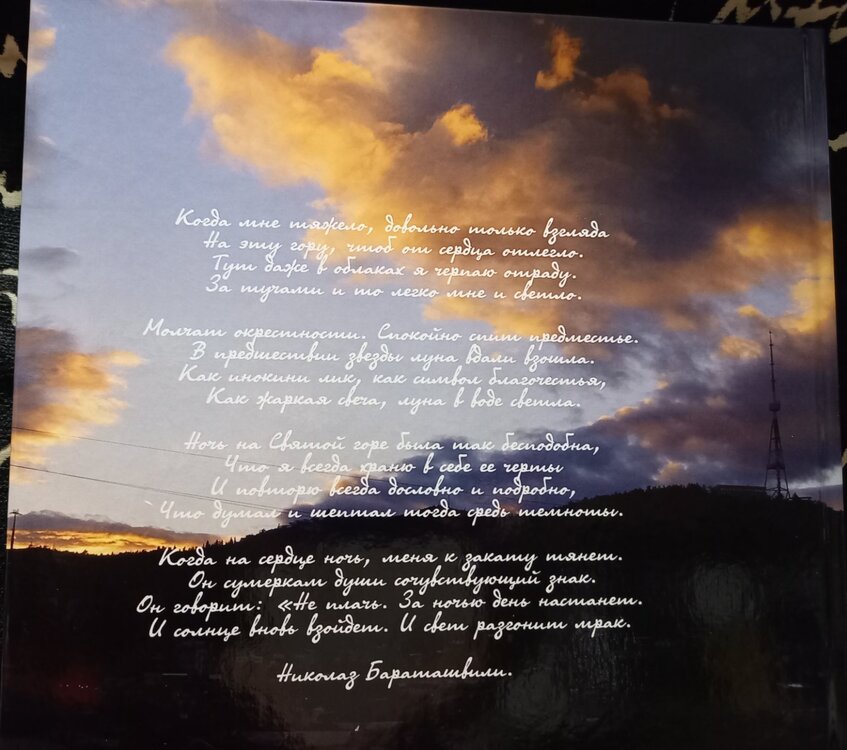 Когда мне тяжело, довольно только взгляда
На эту гору, чтоб от сердца отлегло.
Тут даже в облаках я черпаю отраду.
За тучами и то легко мне и светло.
Молчат окрестности. Спокойно спит предместье.
В предшествии звезды луна вдали взошла.
Как инокини лик, как символ благочестья,
Как жаркая свеча, луна в воде светла.
Ночь на Святой горе была так бесподобна,
Что я всегда храню в себе ее черты
И повторю всегда дословно и подробно,
Что думал и шептал тогда средь темноты.
Когда на сердце ночь, меня к закату тянет.
Он сумеркам души сочувствующий знак.
Он говорит: «Не плачь. За ночью день настанет.
И солнце вновь взойдет. И свет разгонит мрак.
Николаз Бараташвили.